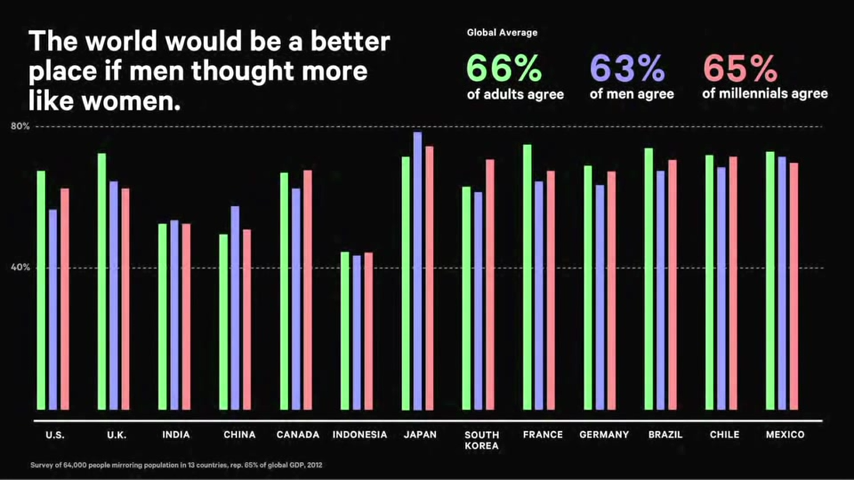 The world would be a better
place if men thought more
like women.
Global Average
66% 63% 65%
of adults agree of men agree of millennials agree
80%
40%
U.S. U.K. INDIA CHINA CANADA INDONESIA JAPAN SOUTH KOREA FRANCE GERMANY BRAZIL CHILE MEXICO
Survey of 64,000 people mirroring population in 13 countries, rep. 65% of global GDP, 2012